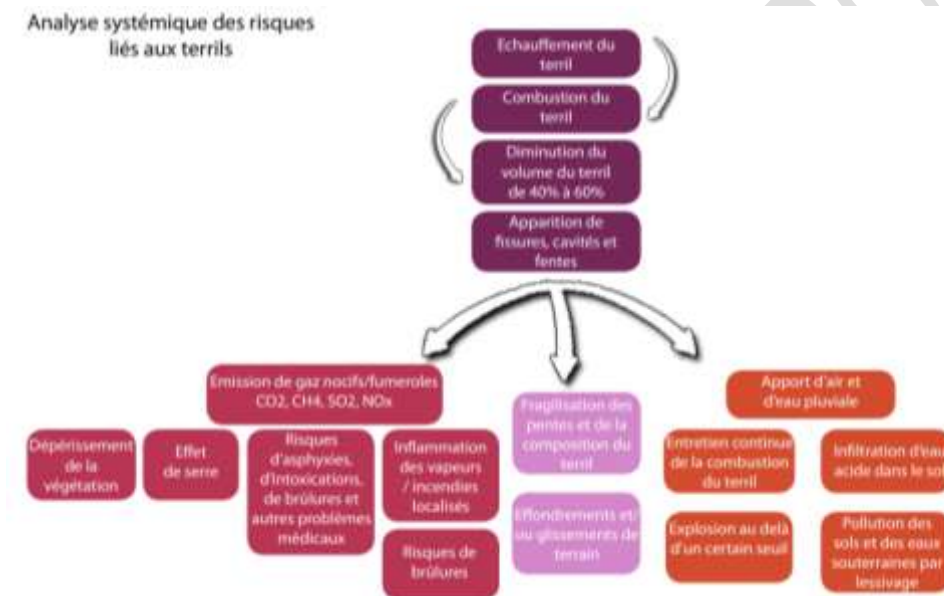 Analyse systémique des risques
liés aux terrils
Echauffement du
terril
Combustion du
terril
Diminution du
volume du terril
de 40% à 60%
Apparition de
fissures, cavités et
fentes
Emission de gaz nocifs/fumeroles
CO2, CH4, SO2, NOx
Dépérissement
de la
végétation
Effet
de serre
Risques
d'asphyxies,
d'intoxications,
de brûlures et
autres problèmes
médicaux
Inflammation
des vapeurs
/ incendies
localisés
Risques de
brûlures
Fragilisation des
pentes et de la
composition du
terril
Effondrements et/
ou glissements de
terrain
Apport d'air et
d'eau pluviale
Entretien continue
de la combustion
du terril
Explosion au delà
d'un certain seuil
Infiltration d'eau
acide dans le so
Pollution des
sols et des eaux
souterraines par
lessivage